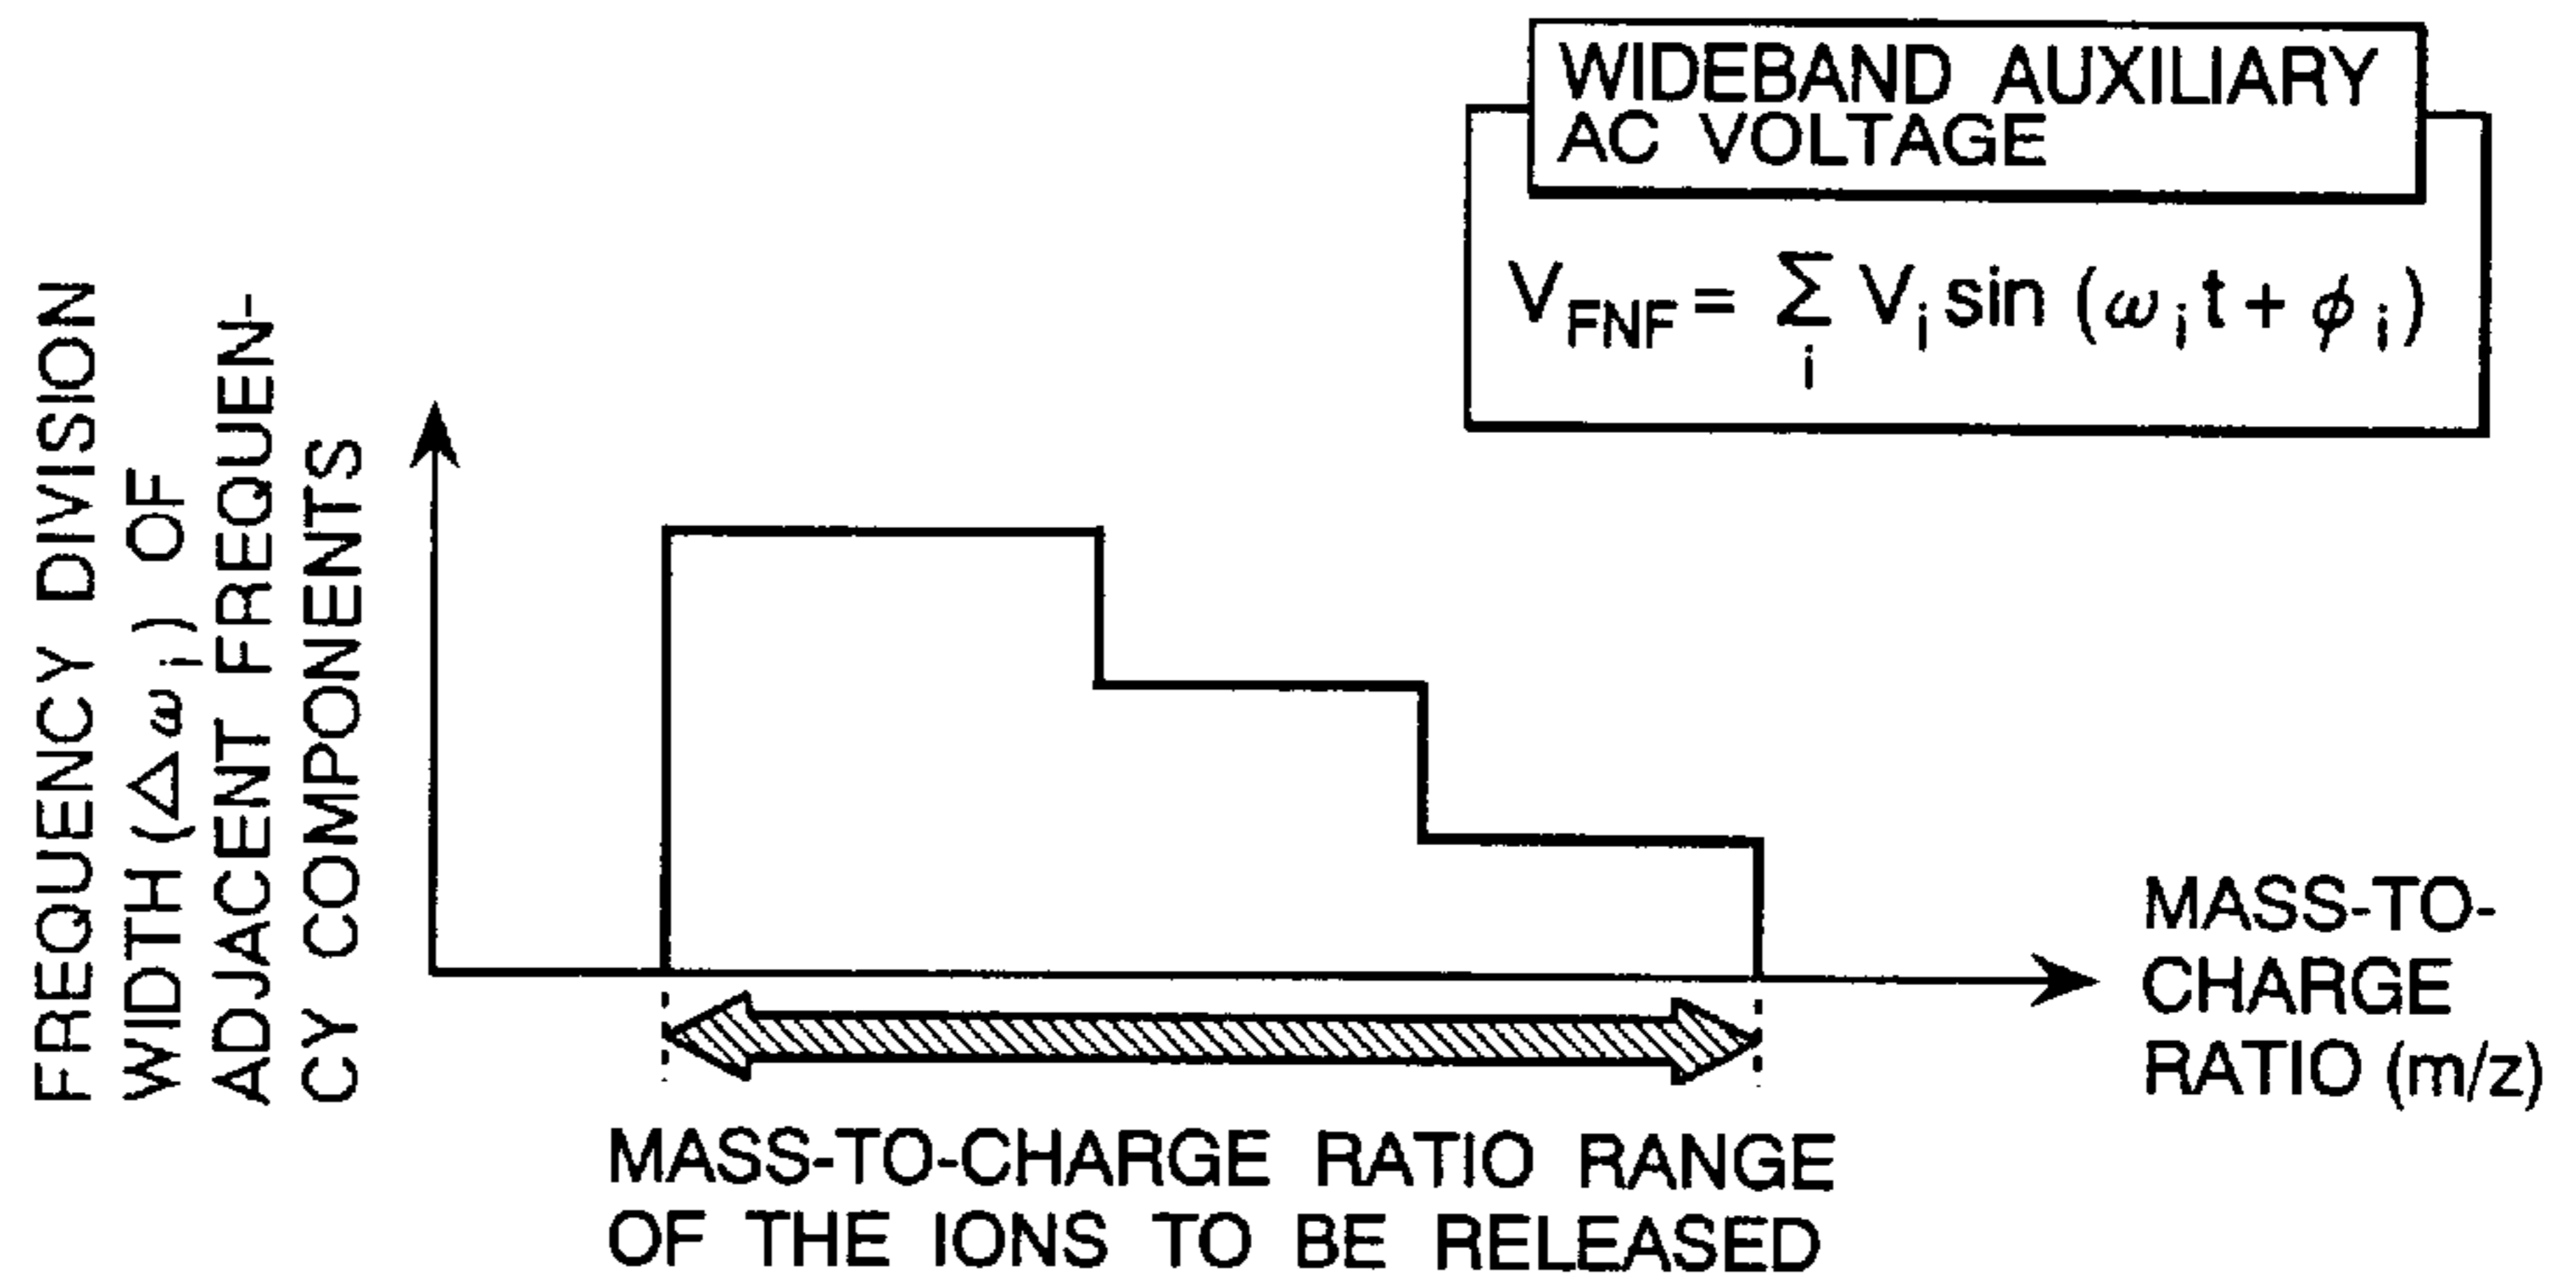 WIDEBAND AUXILIARY
AC VOLTAGE
V_FNF = Σ_i V_i sin (ω_i t + ϕ_i)
FREQUENCY DIVISION
WIDTH (△ω_i) OF
ADJACENT FREQUEN-
CY COMPONENTS
MASS-TO-
CHARGE
RATIO (m/z)
MASS-TO-CHARGE RATIO RANGE
OF THE IONS TO BE RELEASED